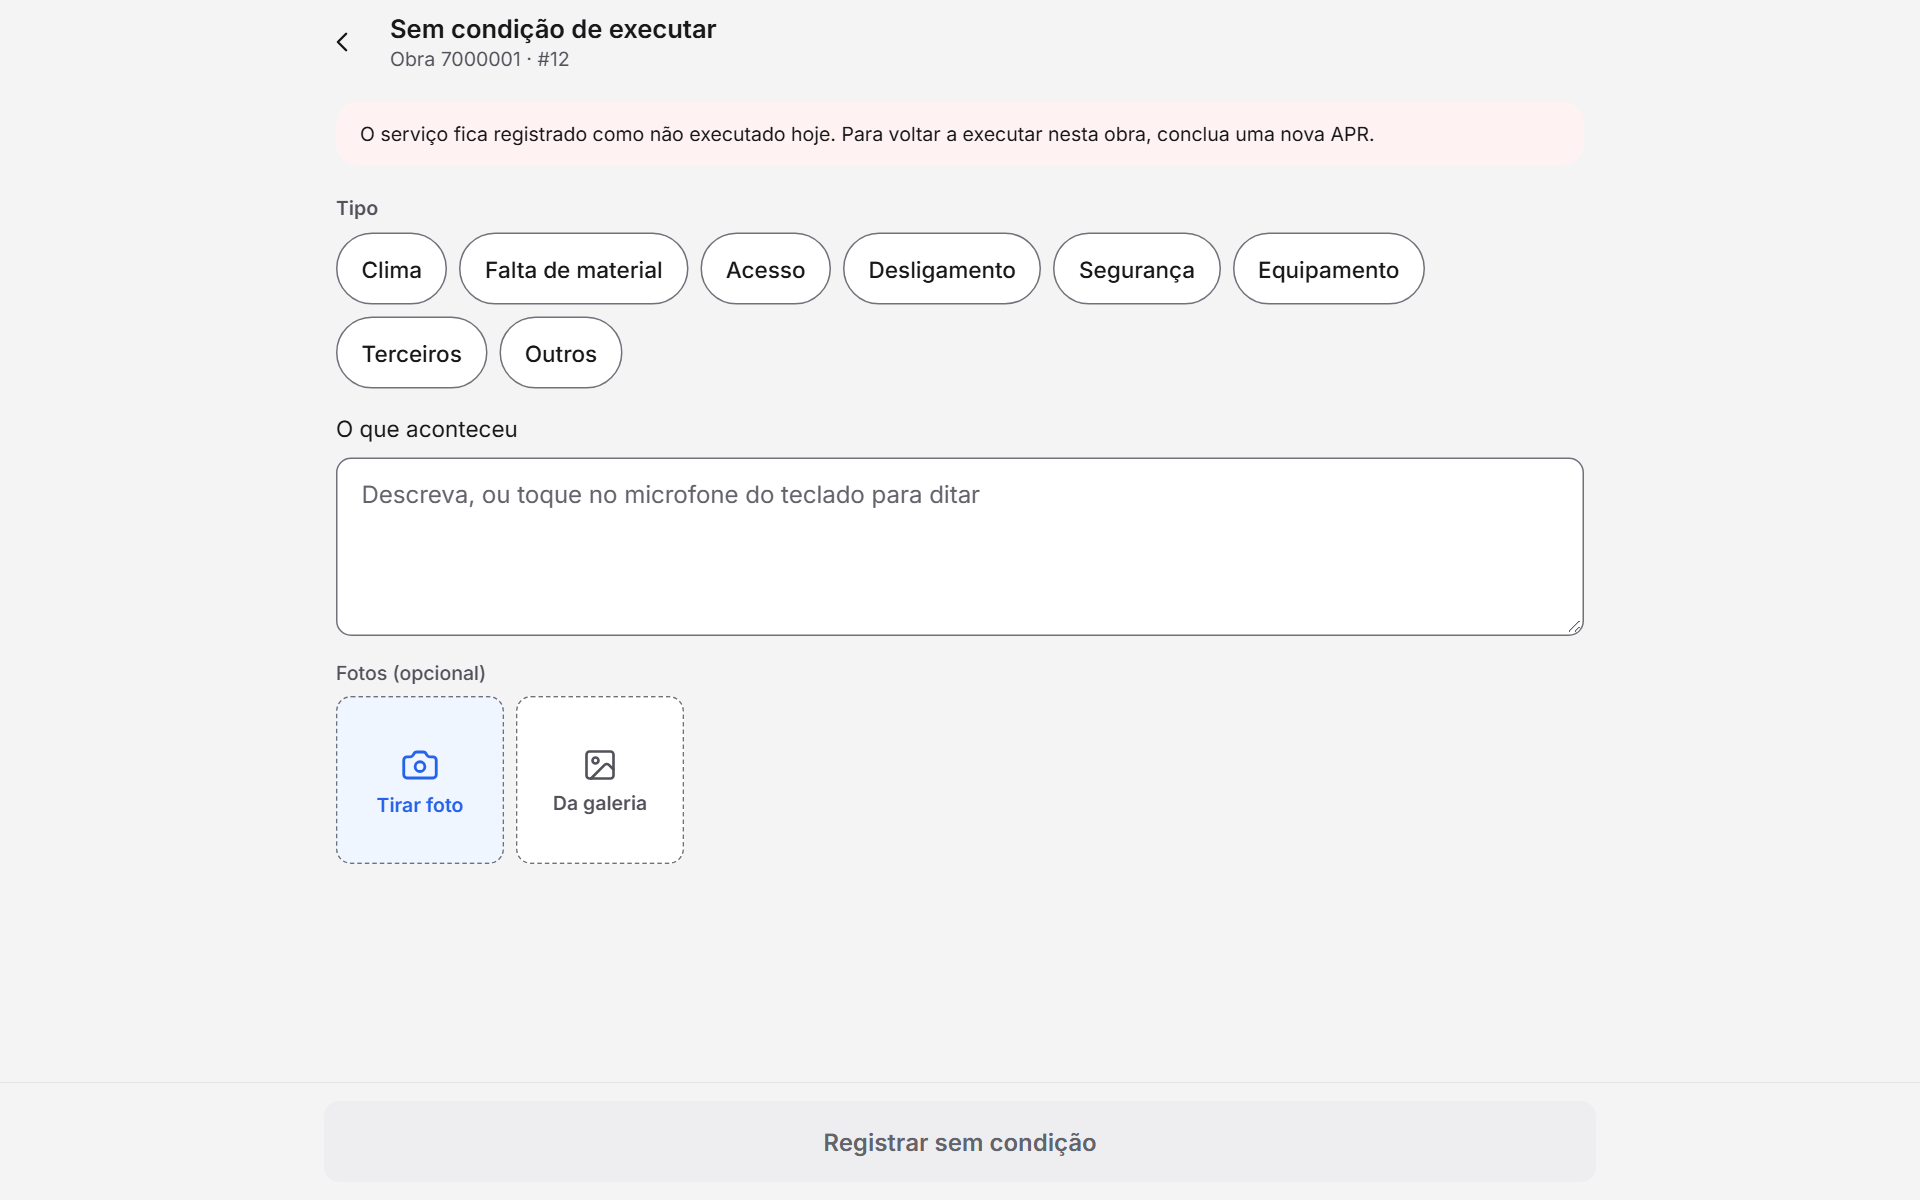 Sem condição de executar
Obra 7000001 · #12
O serviço fica registrado como não executado hoje. Para voltar a executar nesta obra, conclua uma nova APR.
Tipo
Clima
Falta de material
Acesso
Desligamento
Segurança
Equipamento
Terceiros
Outros
O que aconteceu
Descreva, ou toque no microfone do teclado para ditar
Fotos (opcional)
Tirar foto
Da galeria
Registrar sem condição